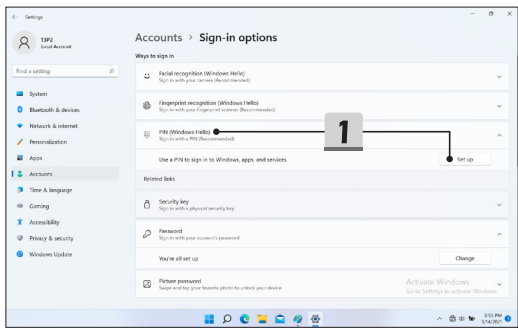 Settings
13P2
Local Account
Find a setting
System
Bluetooth & devices
Network & internet
Personalization
Apps
Accounts
Time & language
Gaming
Accessibility
Privacy & security
Windows Update
Accounts > Sign-in options
Ways to sign in
Facial recognition (Windows Hello)
Sign in with your camera (Recommended)
Fingerprint recognition (Windows Hello)
Sign in with your fingerprint scanner (Recommended)
PIN (Windows Hello)
Sign in with a PIN (Recommended)
1
Use a PIN to sign in to Windows, apps, and services
Set up
Related links
Security key
Sign in with a physical security key
Password
Sign in with your account's password
You're all set up
Change
Picture password
Swipe and tap your favorite photo to unlock your device
Activate Windows
Go to Settings to activate Windows.
6:55 PM
9/14/2021